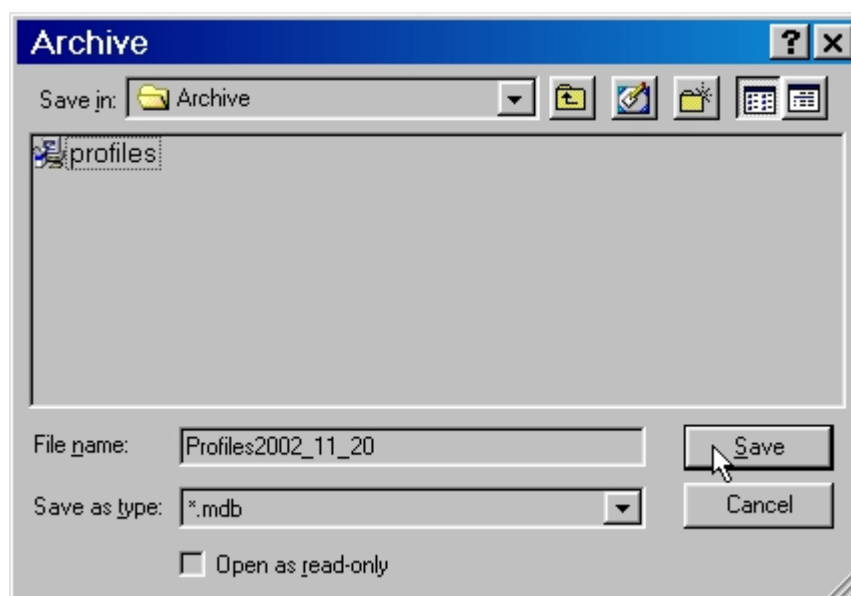 Archive
Save in: Archive
profiles
File name: Profiles2002_11_20 Save
Save as type: *.mdb Cancel
Open as read-only